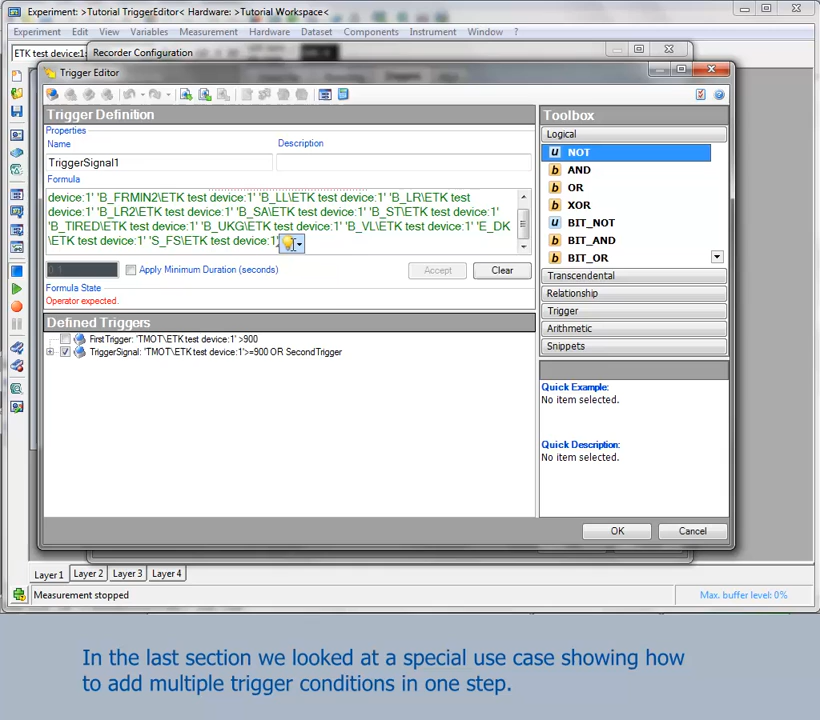 Experiment: >Tutorial TriggerEditor< Hardware: >Tutorial Workspace<
Experiment Edit View Variables Measurement Hardware Dataset Components Instrument Window ?
ETK test device:1: Recorder Configuration
Trigger Editor
Trigger Definition
Properties
Name Description
TriggerSignal1
Formula
device:1' 'B_FRMIN2\ETK test device:1' 'B_LL\ETK test device:1' 'B_LR\ETK test
device:1' 'B_LR2\ETK test device:1' 'B_SA\ETK test device:1' 'B_ST\ETK test device:1'
'B_TIRED\ETK test device:1' 'B_UKG\ETK test device:1' 'B_VL\ETK test device:1' 'E_DK
\ETK test device:1' 'S_FS\ETK test device:1'
Apply Minimum Duration (seconds) Accept Clear
Formula State
Operator expected.
Defined Triggers
FirstTrigger: 'TMOT\ETK test device:1' >900
TriggerSignal: 'TMOT\ETK test device:1'>=900 OR SecondTrigger
Toolbox
Logical
u NOT
b AND
b OR
b XOR
u BIT_NOT
b BIT_AND
b BIT_OR
Transcendental
Relationship
Trigger
Arithmetic
Snippets
Quick Example:
No item selected.
Quick Description:
No item selected.
OK Cancel
Layer 1 Layer 2 Layer 3 Layer 4
Measurement stopped Max. buffer level: 0%
In the last section we looked at a special use case showing how
to add multiple trigger conditions in one step.